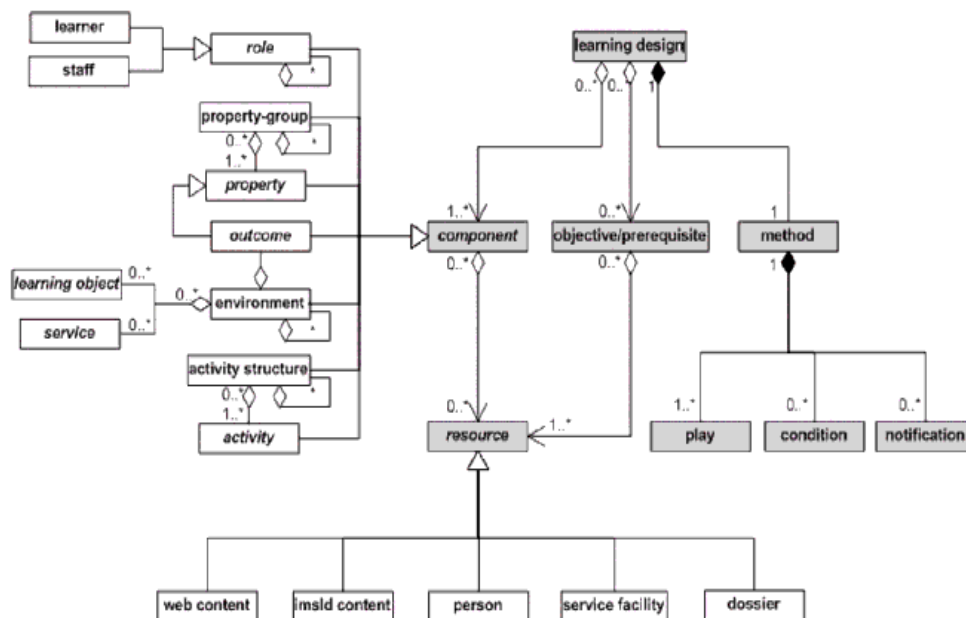 learner
role
learning design
staff
*
0..*
0..*
1
property-group
0..*
*
1..*
property
1..*
0..*
1
outcome
component
objective/prerequisite
method
0..*
0..*
1
learning object
0..*
0..*
environment
service
0..*
*
activity structure
0..*
*
1..*
0..*
1..*
1..*
0..*
0..*
activity
resource
play
condition
notification
web content
imsld content
person
service facility
dossier